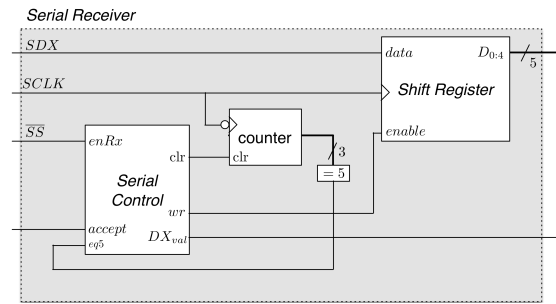 Serial Receiver
SDX
data
D0:4
5
SCLK
Shift Register
SS
enRx
counter
enable
clr
clr
3
= 5
Serial
Control
wr
accept
DXval
eq5